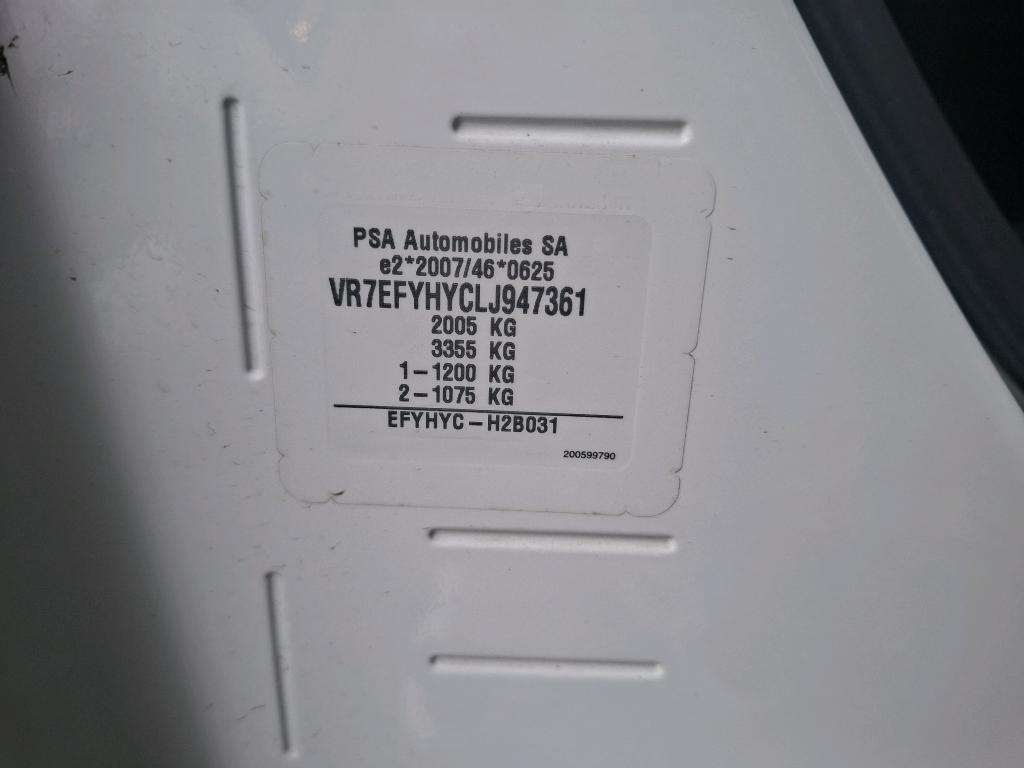 PSA Automobiles SA
e2*2007/46*0625
VR7EFYHYCLJ947361
2005 KG
3355 KG
1-1200 KG
2-1075 KG
EFYHYC-H2B031
200599790